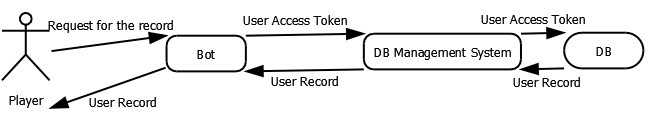 Request for the record
User Access Token
User Access Token
Bot
DB Management System
DB
User Record
User Record
User Record
Player